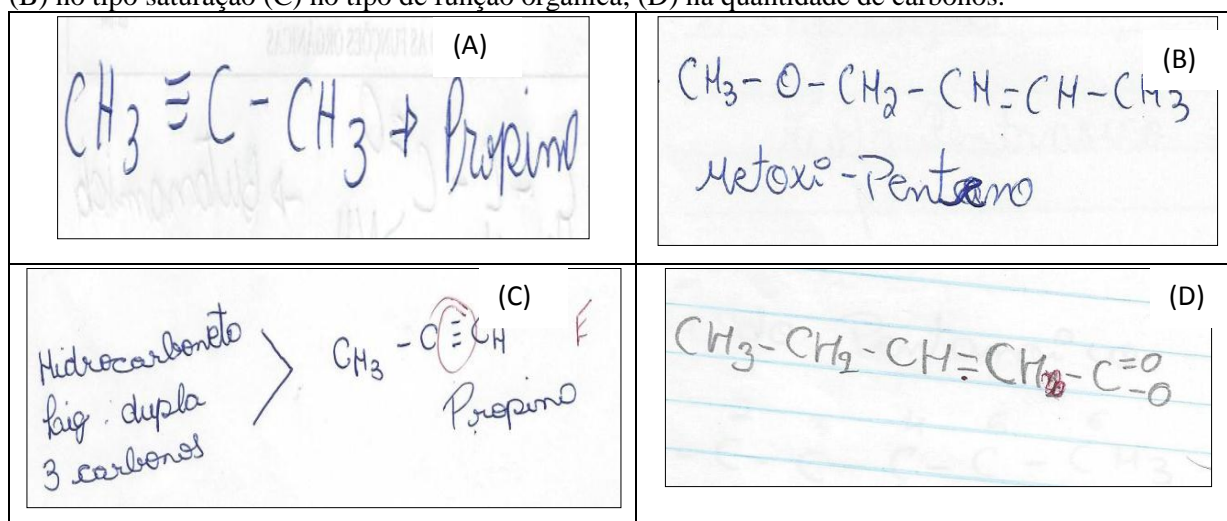 (B) no tipo saturação (C) no tipo de função orgânica; (D) na quantidade de carbonos.
(A)
CH3 ≡ C - CH3 → Propino
(B)
CH3 - O - CH2 - CH = CH - CH3
Metoxi-Penteno
(C)
Hidrocarboneto
Lig. dupla
3 carbonos
CH3 - C ≡ CH E
Propino
(D)
CH3 - CH2 - CH = CH - C =O -O